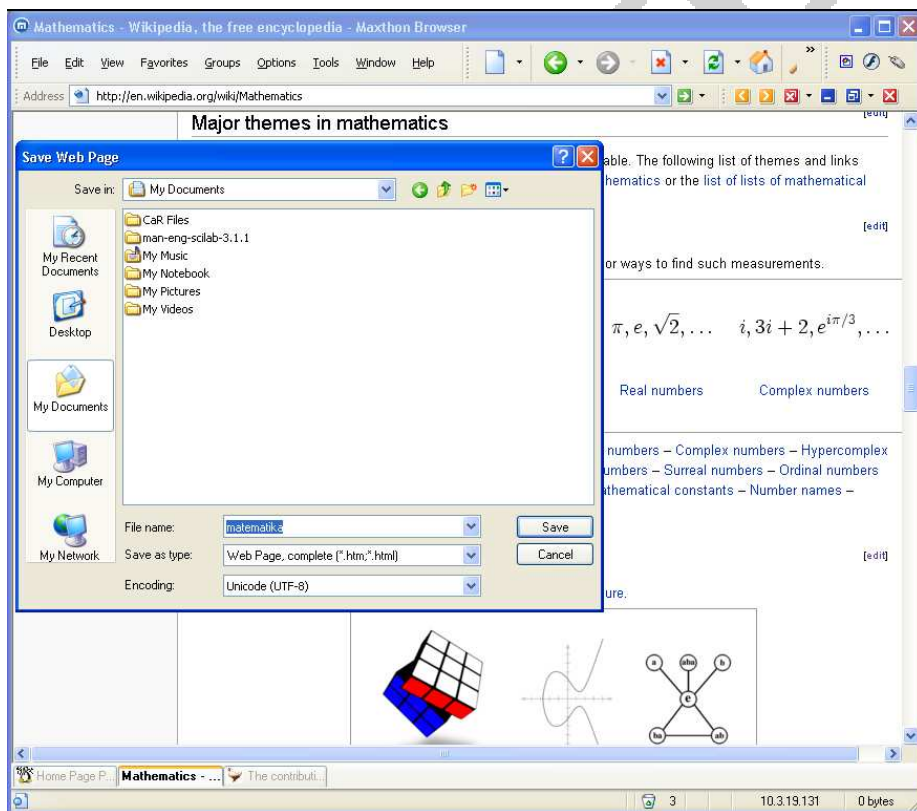 Mathematics - Wikipedia, the free encyclopedia - Maxthon Browser
File Edit View Favorites Groups Options Tools Window Help
Address http://en.wikipedia.org/wiki/Mathematics
Major themes in mathematics [edit]
Save Web Page
able. The following list of themes and links
Save in: My Documents
hematics or the list of lists of mathematical
CaR Files
man-eng-scilab-3.1.1
My Music
My Notebook
My Pictures
My Videos
My Recent Documents
Desktop
My Documents
My Computer
My Network
[edit]
or ways to find such measurements.
π, e, √2, … i, 3i + 2, e^{iπ/3}, …
Real numbers Complex numbers
numbers – Complex numbers – Hypercomplex
umbers – Surreal numbers – Ordinal numbers
thematical constants – Number names –
File name: matematika Save
Save as type: Web Page, complete (*.htm;*.html) Cancel
Encoding: Unicode (UTF-8)
[edit]
ure.
a aba b
e
ba ab
Home Page P... Mathematics - ... The contributi...
3 10.3.19.131 0 bytes